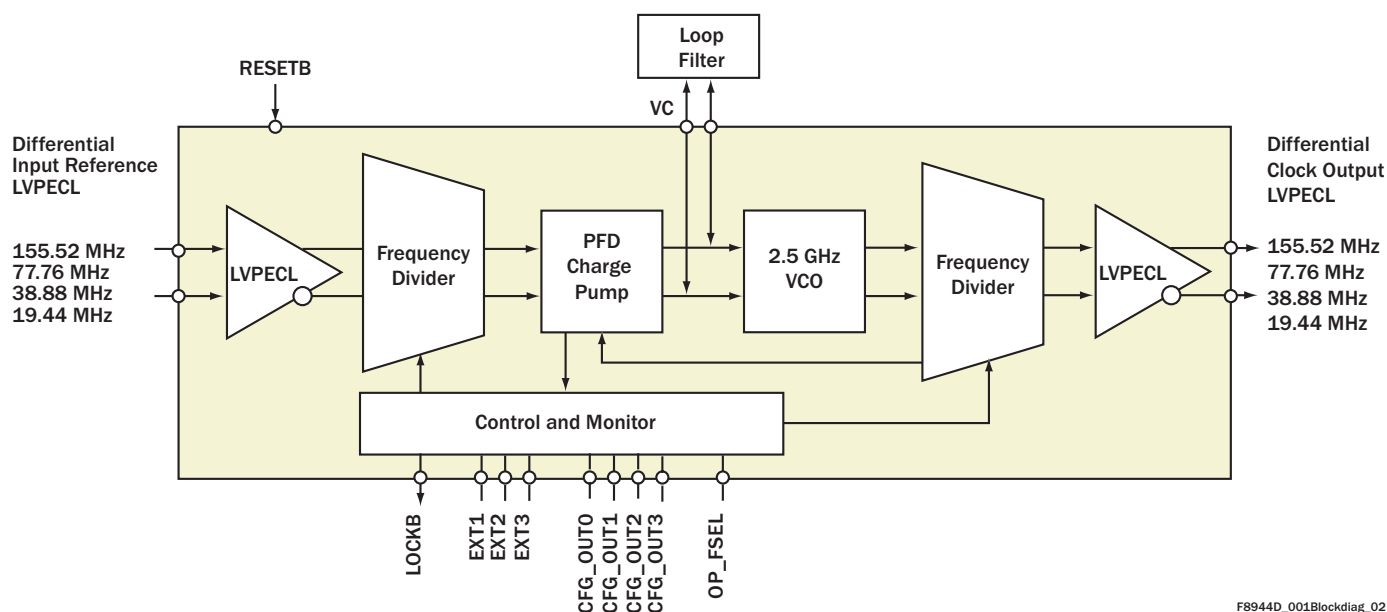 Loop
Filter
RESETB
VC
Differential
Input Reference
LVPECL
155.52 MHz
77.76 MHz
38.88 MHz
19.44 MHz
LVPECL
Frequency
Divider
PFD
Charge
Pump
2.5 GHz
VCO
Frequency
Divider
LVPECL
Differential
Clock Output
LVPECL
155.52 MHz
77.76 MHz
38.88 MHz
19.44 MHz
Control and Monitor
LOCKB
EXT1
EXT2
EXT3
CFG_OUT0
CFG_OUT1
CFG_OUT2
CFG_OUT3
OP_FSEL
F8944D_001Blockdiag_02